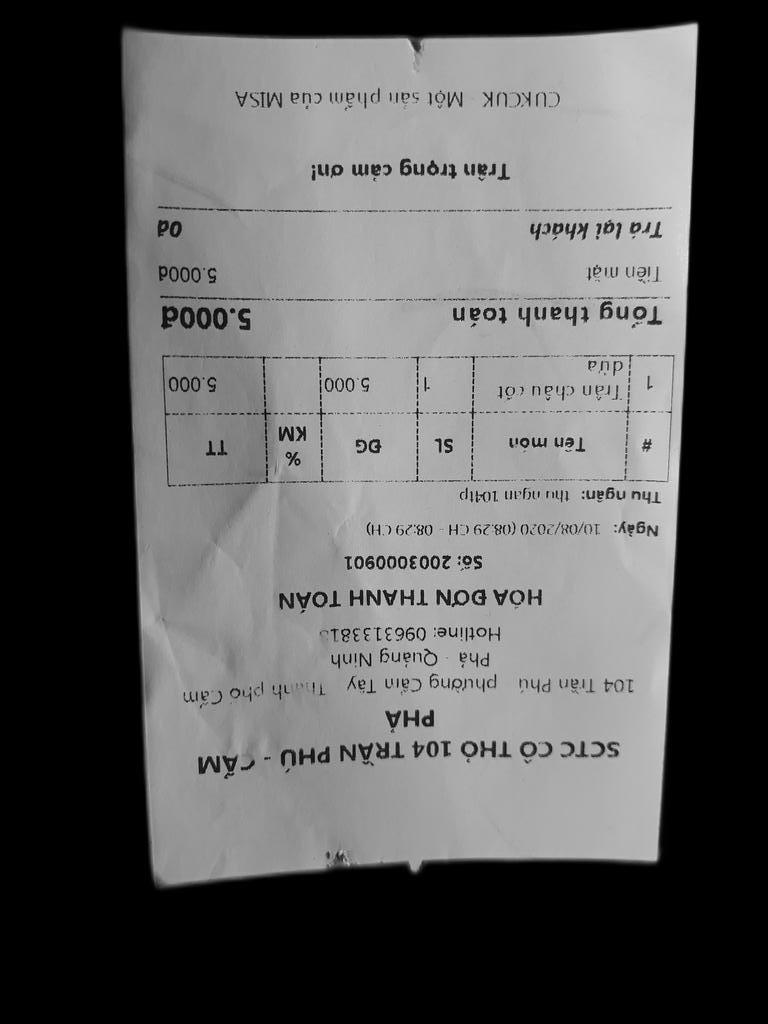 SCTC CÔ THỎ 104 TRẦN PHÚ - CẨM
PHẢ
104 Trần Phú phường Cẩm Tây Thành phố Cẩm
Phả - Quảng Ninh
Hotline: 0963133813
HÓA ĐƠN THANH TOÁN
Số: 2003000901
Ngày: 10/08/2020 (08:29 CH - 08:29 CH)
Thu ngân: thu ngan 104tp
# Tên món SL ĐG % KM TT
1 Trân châu cốt dừa 1 5.000 5.000
Tổng thanh toán 5.000đ
Tiền mặt 5.000đ
Trả lại khách 0đ
Trân trọng cảm ơn!
CUKCUK - Một sản phẩm của MISA